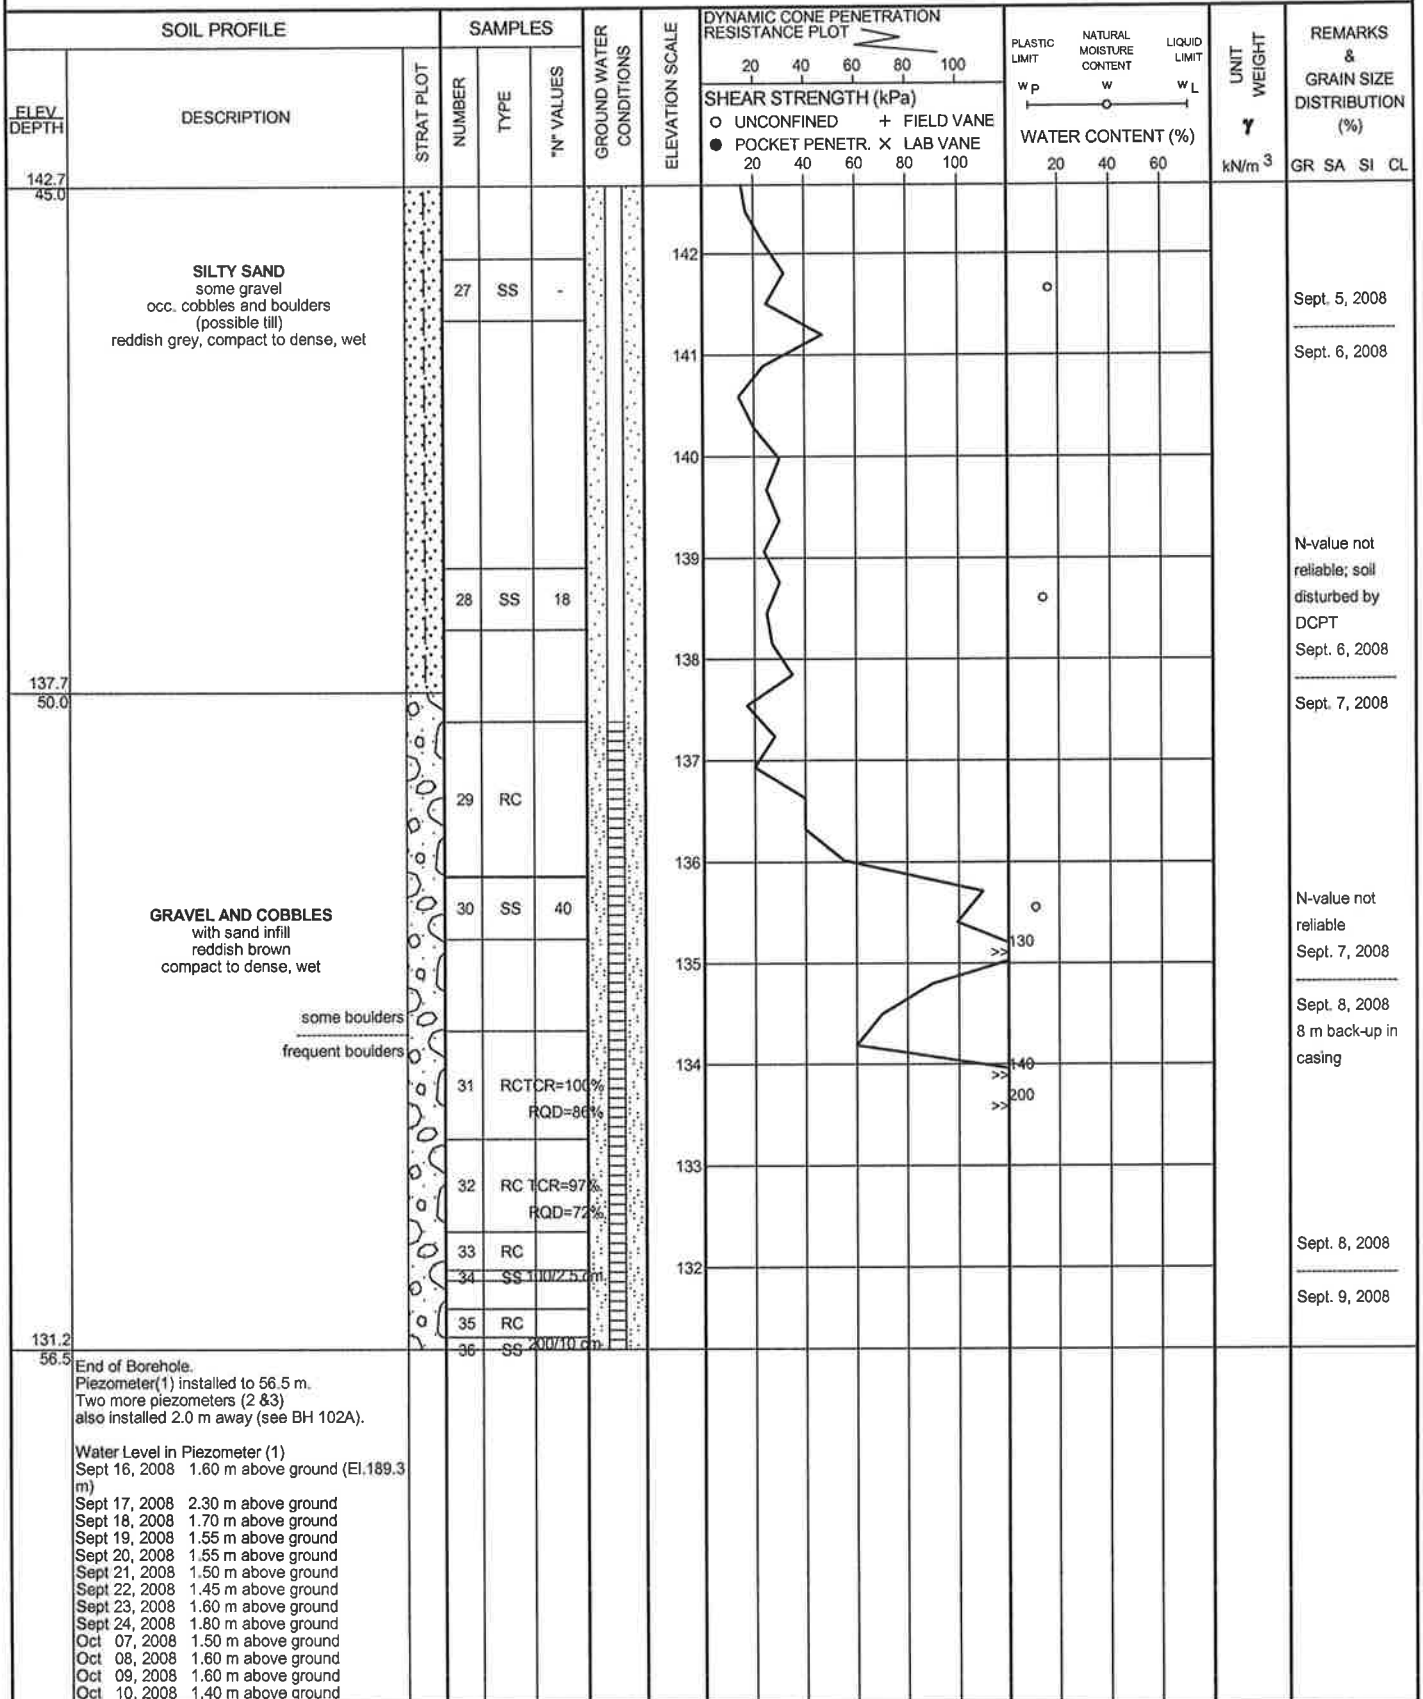 SOIL PROFILE
SAMPLES
GROUND WATER CONDITIONS
ELEVATION SCALE
DYNAMIC CONE PENETRATION
RESISTANCE PLOT
20 40 60 80 100
SHEAR STRENGTH (kPa)
O UNCONFINED + FIELD VANE
● POCKET PENETR. X LAB VANE
20 40 60 80 100
PLASTIC LIMIT
NATURAL MOISTURE CONTENT
LIQUID LIMIT
W P
W
W L
WATER CONTENT (%)
20 40 60
UNIT WEIGHT
γ
kN/m 3
REMARKS
&
GRAIN SIZE
DISTRIBUTION
(%)
GR SA SI CL
ELEV
DEPTH
DESCRIPTION
STRAT PLOT
NUMBER
TYPE
"N" VALUES
142.7
45.0
SILTY SAND
some gravel
occ. cobbles and boulders
(possible till)
reddish grey, compact to dense, wet
27 SS -
142
Sept. 5, 2008
Sept. 6, 2008
141
140
139
28 SS 18
N-value not
reliable; soil
disturbed by
DCPT
Sept. 6, 2008
138
137.7
50.0
Sept. 7, 2008
137
29 RC
136
GRAVEL AND COBBLES
with sand infill
reddish brown
compact to dense, wet
30 SS 40
N-value not
reliable
Sept. 7, 2008
130
>>
135
some boulders
frequent boulders
Sept. 8, 2008
8 m back-up in
casing
134
140
>>
200
>>
31 RC TCR=100%
RQD=86%
133
32 RC TCR=97%
RQD=72%
33 RC
34 SS 100/2.5 cm
132
Sept. 8, 2008
Sept. 9, 2008
35 RC
36 SS 200/10 cm
131.2
56.5
End of Borehole.
Piezometer(1) installed to 56.5 m.
Two more piezometers (2 &3)
also installed 2.0 m away (see BH 102A).
Water Level in Piezometer (1)
Sept 16, 2008 1.60 m above ground (El.189.3
m)
Sept 17, 2008 2.30 m above ground
Sept 18, 2008 1.70 m above ground
Sept 19, 2008 1.55 m above ground
Sept 20, 2008 1.55 m above ground
Sept 21, 2008 1.50 m above ground
Sept 22, 2008 1.45 m above ground
Sept 23, 2008 1.60 m above ground
Sept 24, 2008 1.80 m above ground
Oct 07, 2008 1.50 m above ground
Oct 08, 2008 1.60 m above ground
Oct 09, 2008 1.60 m above ground
Oct 10, 2008 1.40 m above ground